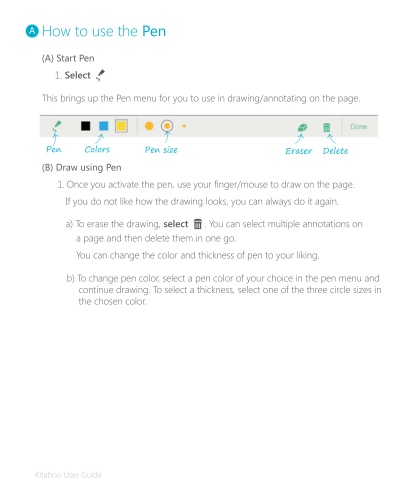 A How to use the Pen
(A) Start Pen
1. Select
This brings up the Pen menu for you to use in drawing/annotating on the page.
Done
Pen Colors Pen size Eraser Delete
(B) Draw using Pen
1. Once you activate the pen, use your finger/mouse to draw on the page.
If you do not like how the drawing looks, you can always do it again.
a) To erase the drawing, select . You can select multiple annotations on
a page and then delete them in one go.
You can change the color and thickness of pen to your liking.
b) To change pen color, select a pen color of your choice in the pen menu and
continue drawing. To select a thickness, select one of the three circle sizes in
the chosen color.
Kitaboo User Guide